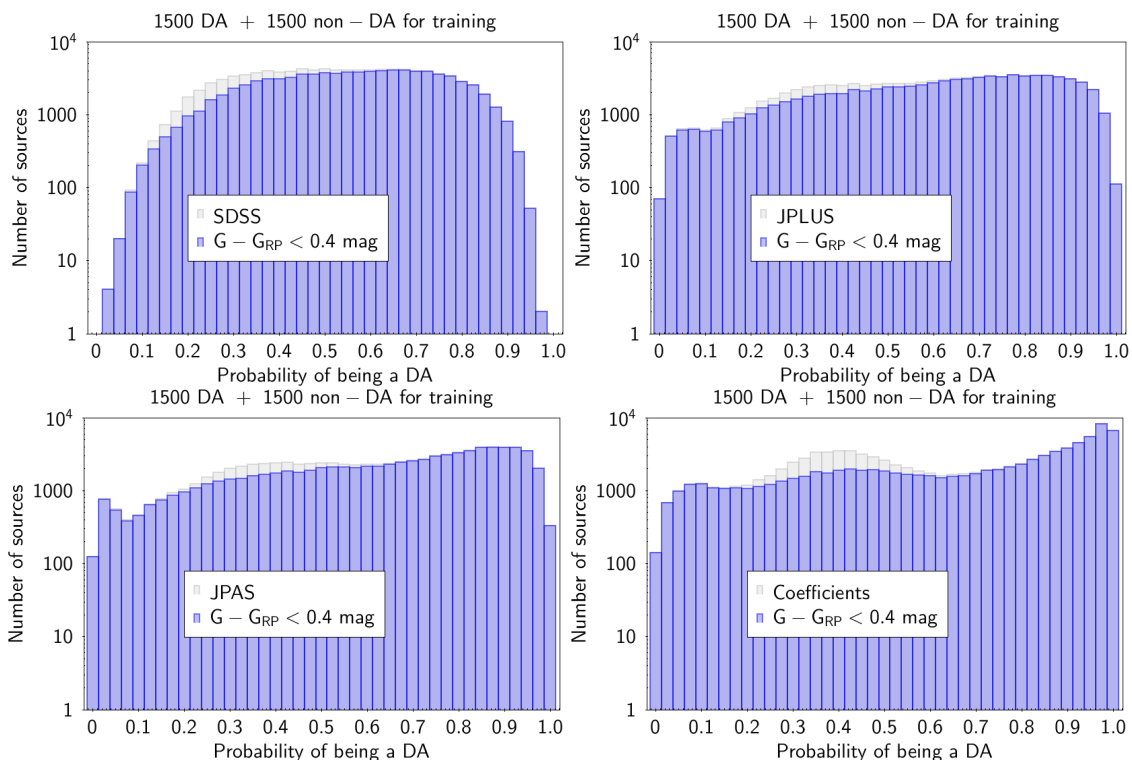 1500 DA + 1500 non − DA for training
10⁴
1000
100
10
1
Number of sources
SDSS
G − G_RP < 0.4 mag
0 0.1 0.2 0.3 0.4 0.5 0.6 0.7 0.8 0.9 1.0
Probability of being a DA
1500 DA + 1500 non − DA for training
10⁴
1000
100
10
1
Number of sources
JPLUS
G − G_RP < 0.4 mag
0 0.1 0.2 0.3 0.4 0.5 0.6 0.7 0.8 0.9 1.0
Probability of being a DA
1500 DA + 1500 non − DA for training
10⁴
1000
100
10
1
Number of sources
JPAS
G − G_RP < 0.4 mag
0 0.1 0.2 0.3 0.4 0.5 0.6 0.7 0.8 0.9 1.0
Probability of being a DA
1500 DA + 1500 non − DA for training
10⁴
1000
100
10
1
Number of sources
Coefficients
G − G_RP < 0.4 mag
0 0.1 0.2 0.3 0.4 0.5 0.6 0.7 0.8 0.9 1.0
Probability of being a DA